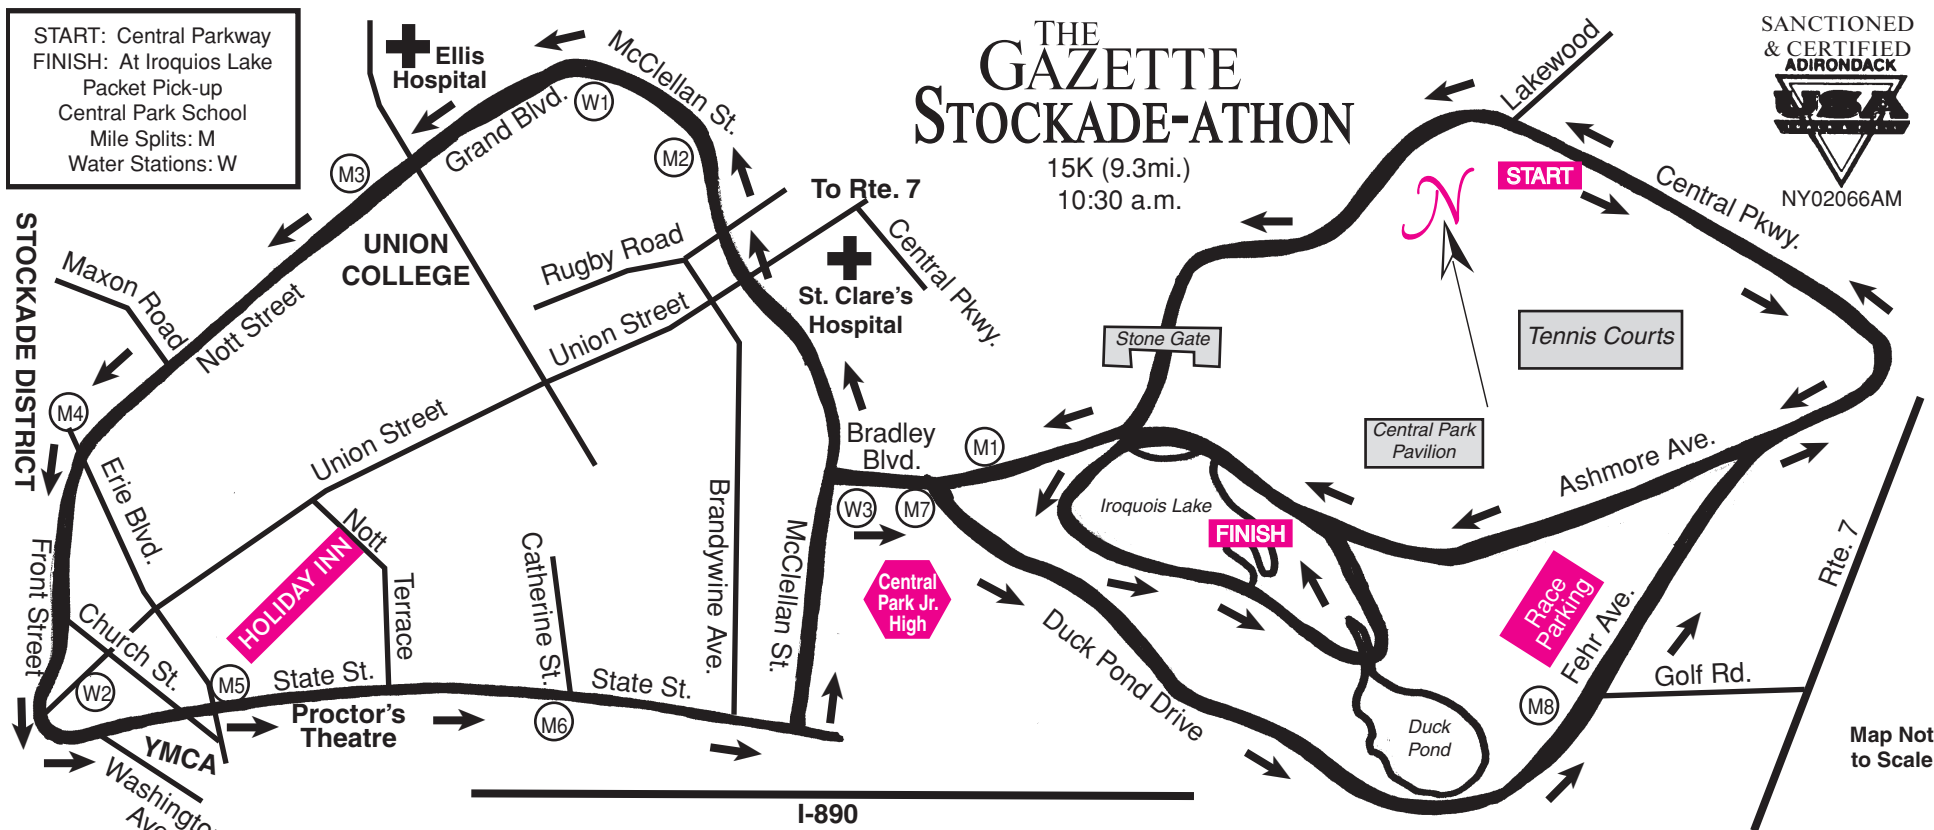 START: Central Parkway
FINISH: At Iroquios Lake
Packet Pick-up
Central Park School
Mile Splits: M
Water Stations: W
THE
GAZETTE
STOCKADE-ATHON
15K (9.3mi.)
10:30 a.m.
SANCTIONED
& CERTIFIED
ADIRONDACK
USA
NY02066AM
Ellis
Hospital
McClellan St.
W1
Grand Blvd.
M2
M3
To Rte. 7
Lakewood
START
N
Central Pkwy.
STOCKADE DISTRICT
Maxon Road
Nott Street
UNION
COLLEGE
Rugby Road
Union Street
St. Clare's
Hospital
Central Pkwy.
Stone Gate
Tennis Courts
M4
Erie Blvd.
Union Street
Bradley
Blvd.
M1
Central Park
Pavilion
Ashmore Ave.
Front Street
Nott
Terrace
HOLIDAY INN
Catherine St.
Brandywine Ave.
McClellan St.
W3
M7
Iroquois Lake
FINISH
Central
Park Jr.
High
Race
Parking
Rte. 7
Church St.
Duck Pond Drive
Fehr Ave.
Golf Rd.
W2
M5
State St.
State St.
Proctor's
Theatre
M6
M8
Duck
Pond
YMCA
Washington
Ave.
Map Not
to Scale
I-890